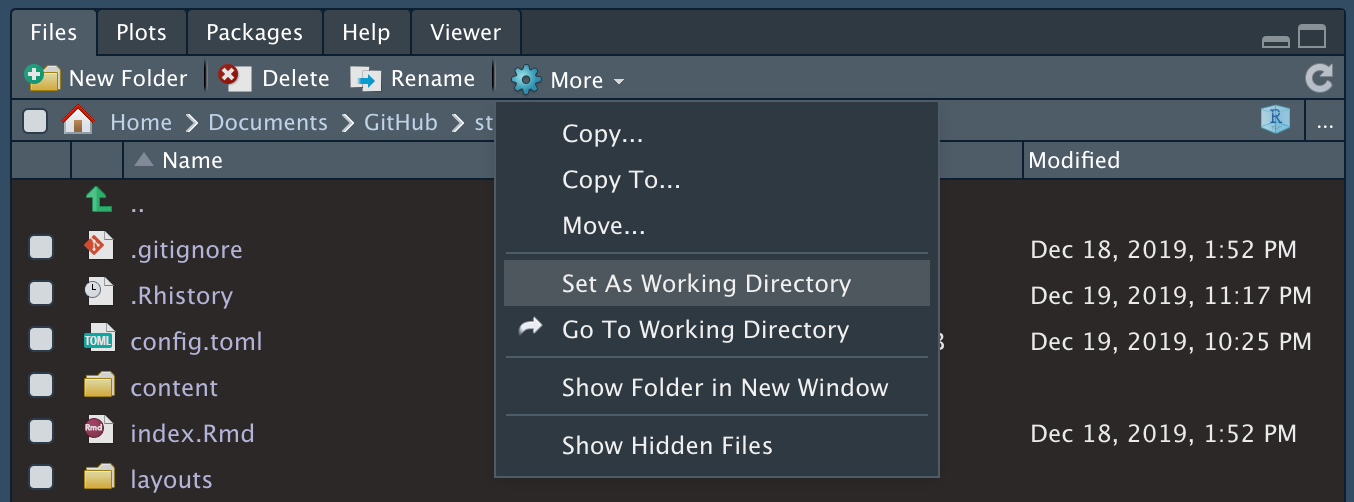 Files Plots Packages Help Viewer
New Folder Delete Rename More
Home Documents GitHub st R ...
Name Modified
Copy...
Copy To...
Move...
Set As Working Directory
Go To Working Directory
Show Folder in New Window
Show Hidden Files
..
.gitignore Dec 18, 2019, 1:52 PM
.Rhistory Dec 19, 2019, 11:17 PM
TOML config.toml B Dec 19, 2019, 10:25 PM
content
Rmd index.Rmd Dec 18, 2019, 1:52 PM
layouts